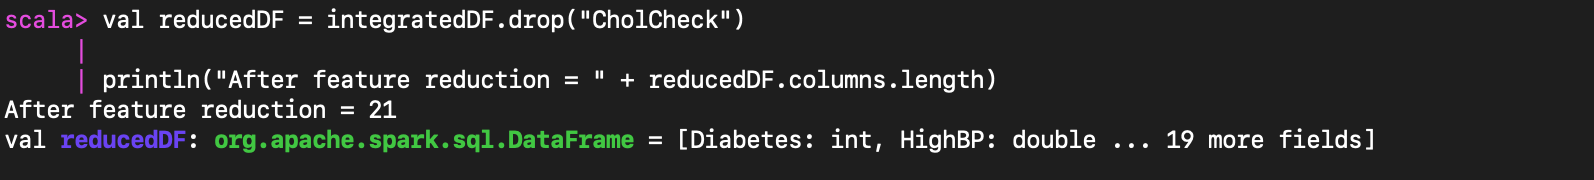 scala> val reducedDF = integratedDF.drop("CholCheck")
|
| println("After feature reduction = " + reducedDF.columns.length)
After feature reduction = 21
val reducedDF: org.apache.spark.sql.DataFrame = [Diabetes: int, HighBP: double ... 19 more fields]